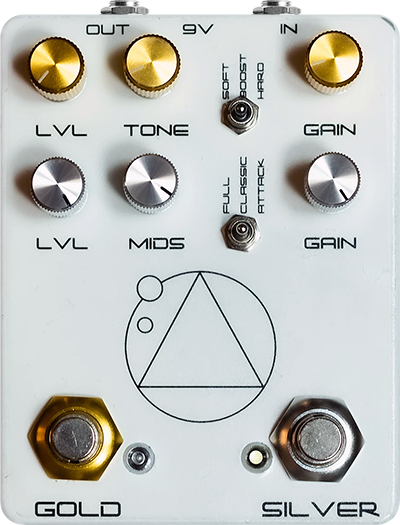 OUT 9V IN
SOFT
BOOST
HARD
LVL TONE GAIN
FULL
CLASSIC
ATTACK
LVL MIDS GAIN
GOLD SILVER